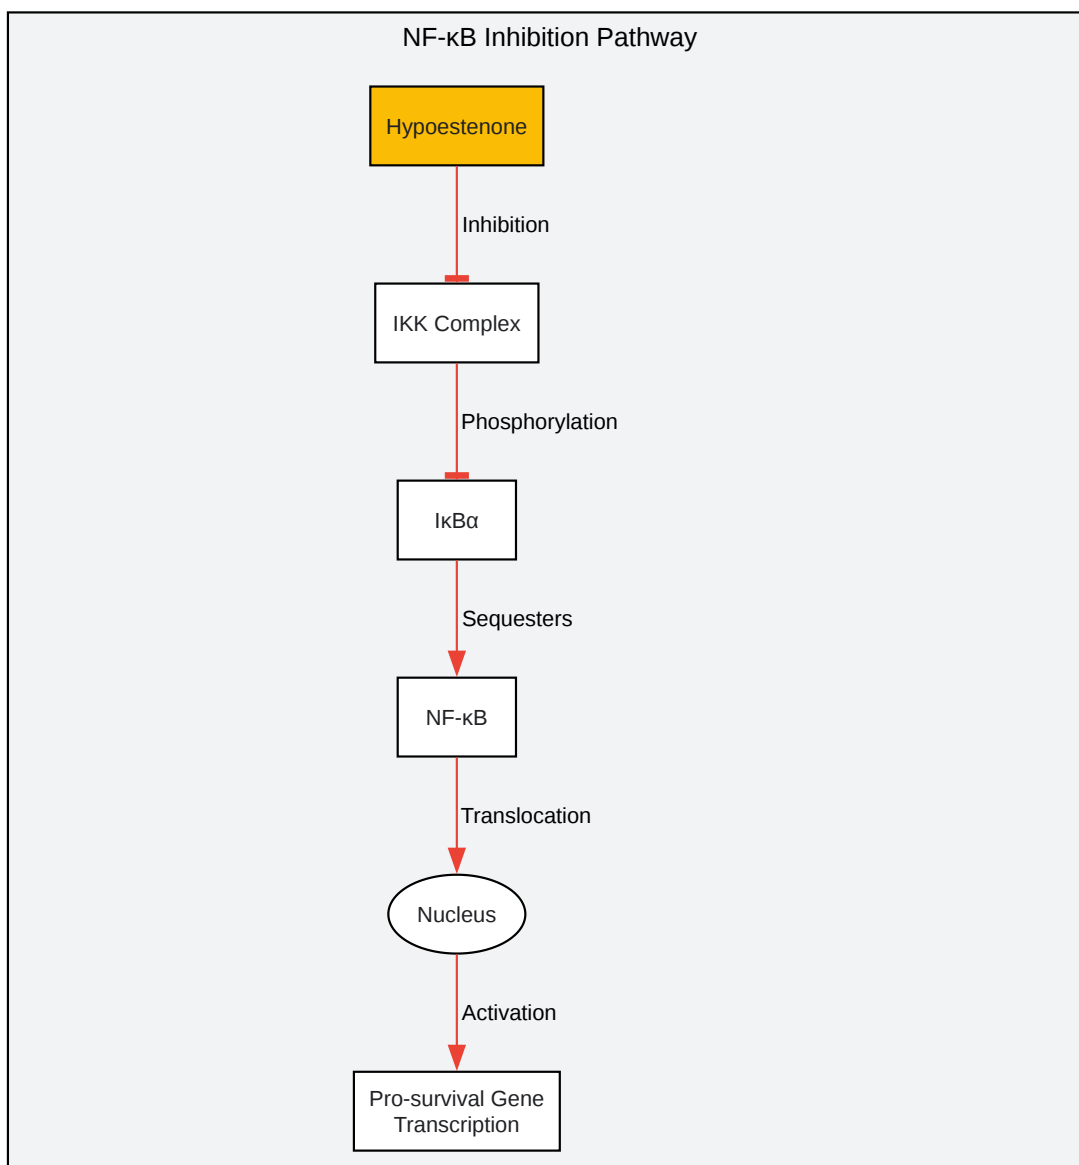 NF-κB Inhibition Pathway
Hypoestenone
Inhibition
IKK Complex
Phosphorylation
IκBα
Sequesters
NF-κB
Translocation
Nucleus
Activation
Pro-survival Gene
Transcription